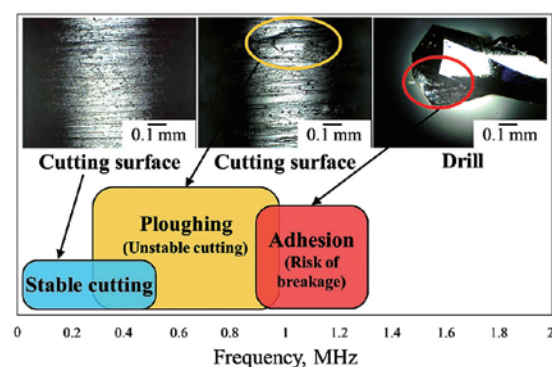 0.1 mm
0.1 mm
0.1 mm
Cutting surface
Cutting surface
Drill
Ploughing
(Unstable cutting)
Adhesion
(Risk of
breakage)
Stable cutting
0
0.2
0.4
0.6
0.8
1
1.2
1.4
1.6
1.8
2
Frequency, MHz